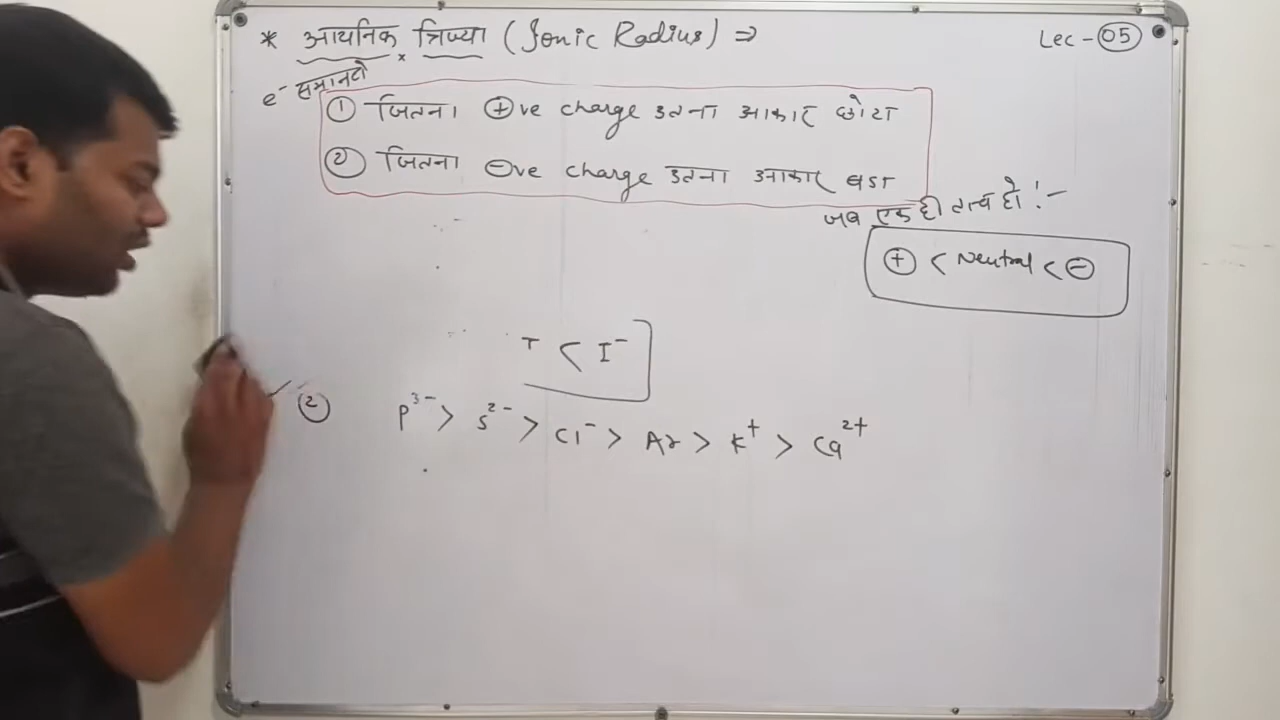 * आयनिक त्रिज्या (Ionic Radius) ⇒
Lec - 05
e⁻ समान हो
① जितना ⊕ve charge उतना आकार छोटा
② जितना ⊖ve charge उतना आकार बडा
जब एक ही तत्व हो :-
⊕ < Neutral < ⊖
< I⁻
② P³⁻ > S²⁻ > Cl⁻ > Ar > K⁺ > Ca²⁺